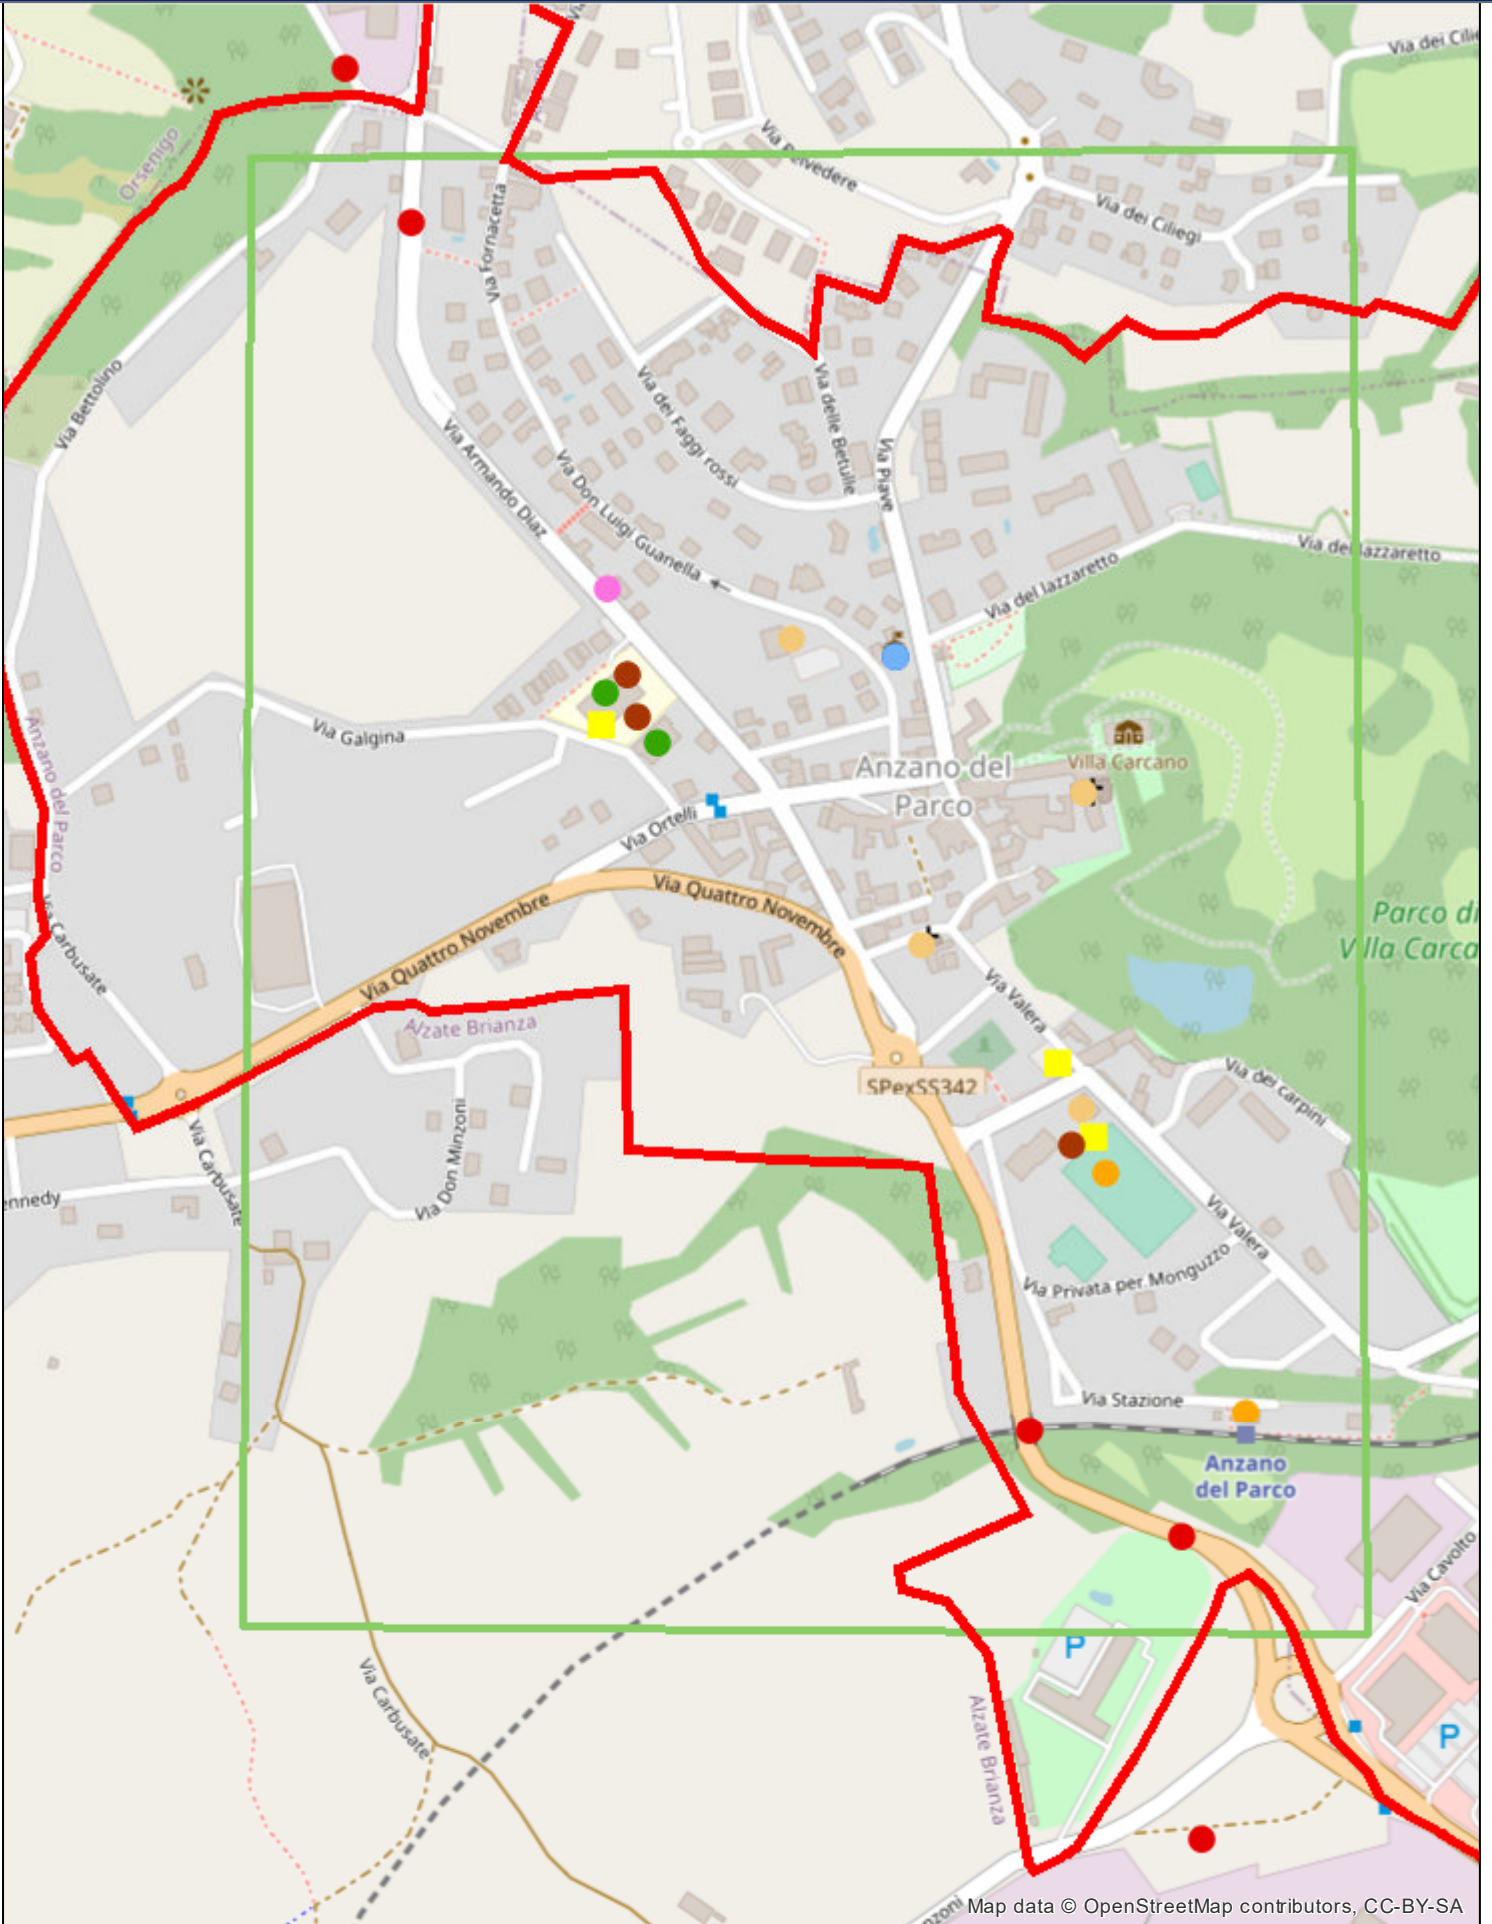 Via dei Cilie
Orsenigo
Via Belvedere
Via dei Ciliegi
Via Fornacetta
Via Bettolino
Via dei Faggi rossi
Via delle Betulle
Via Armando Diaz
Via Don Luigi Guanella
Via Piave
Via del lazzaretto
Via del lazzaretto
Via Galgina
Anzano del Parco
Anzano del
Parco
Villa Carcano
Via Ortelli
Via Quattro Novembre
Via Quattro Novembre
Parco di
Villa Carca
Via Carbusate
Via Valera
Alzate Brianza
SPexSS342
Via dei carpini
Via Don Minzoni
Via Carbusate
ennedy
Via Valera
Via Privata per Monguzzo
Via Stazione
Anzano
del Parco
Via Cavolto
P
Via Carbusate
Alzate Brianza
P
nzoni
Map data © OpenStreetMap contributors, CC-BY-SA